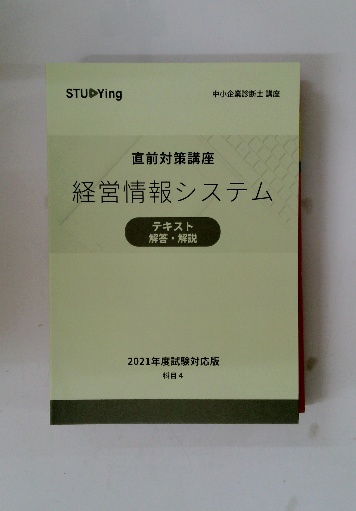 STUDYing
中小企業診断士 講座
直前対策講座
経営情報システム
テキスト
解答・解説
2021年度試験対応版
科目 4